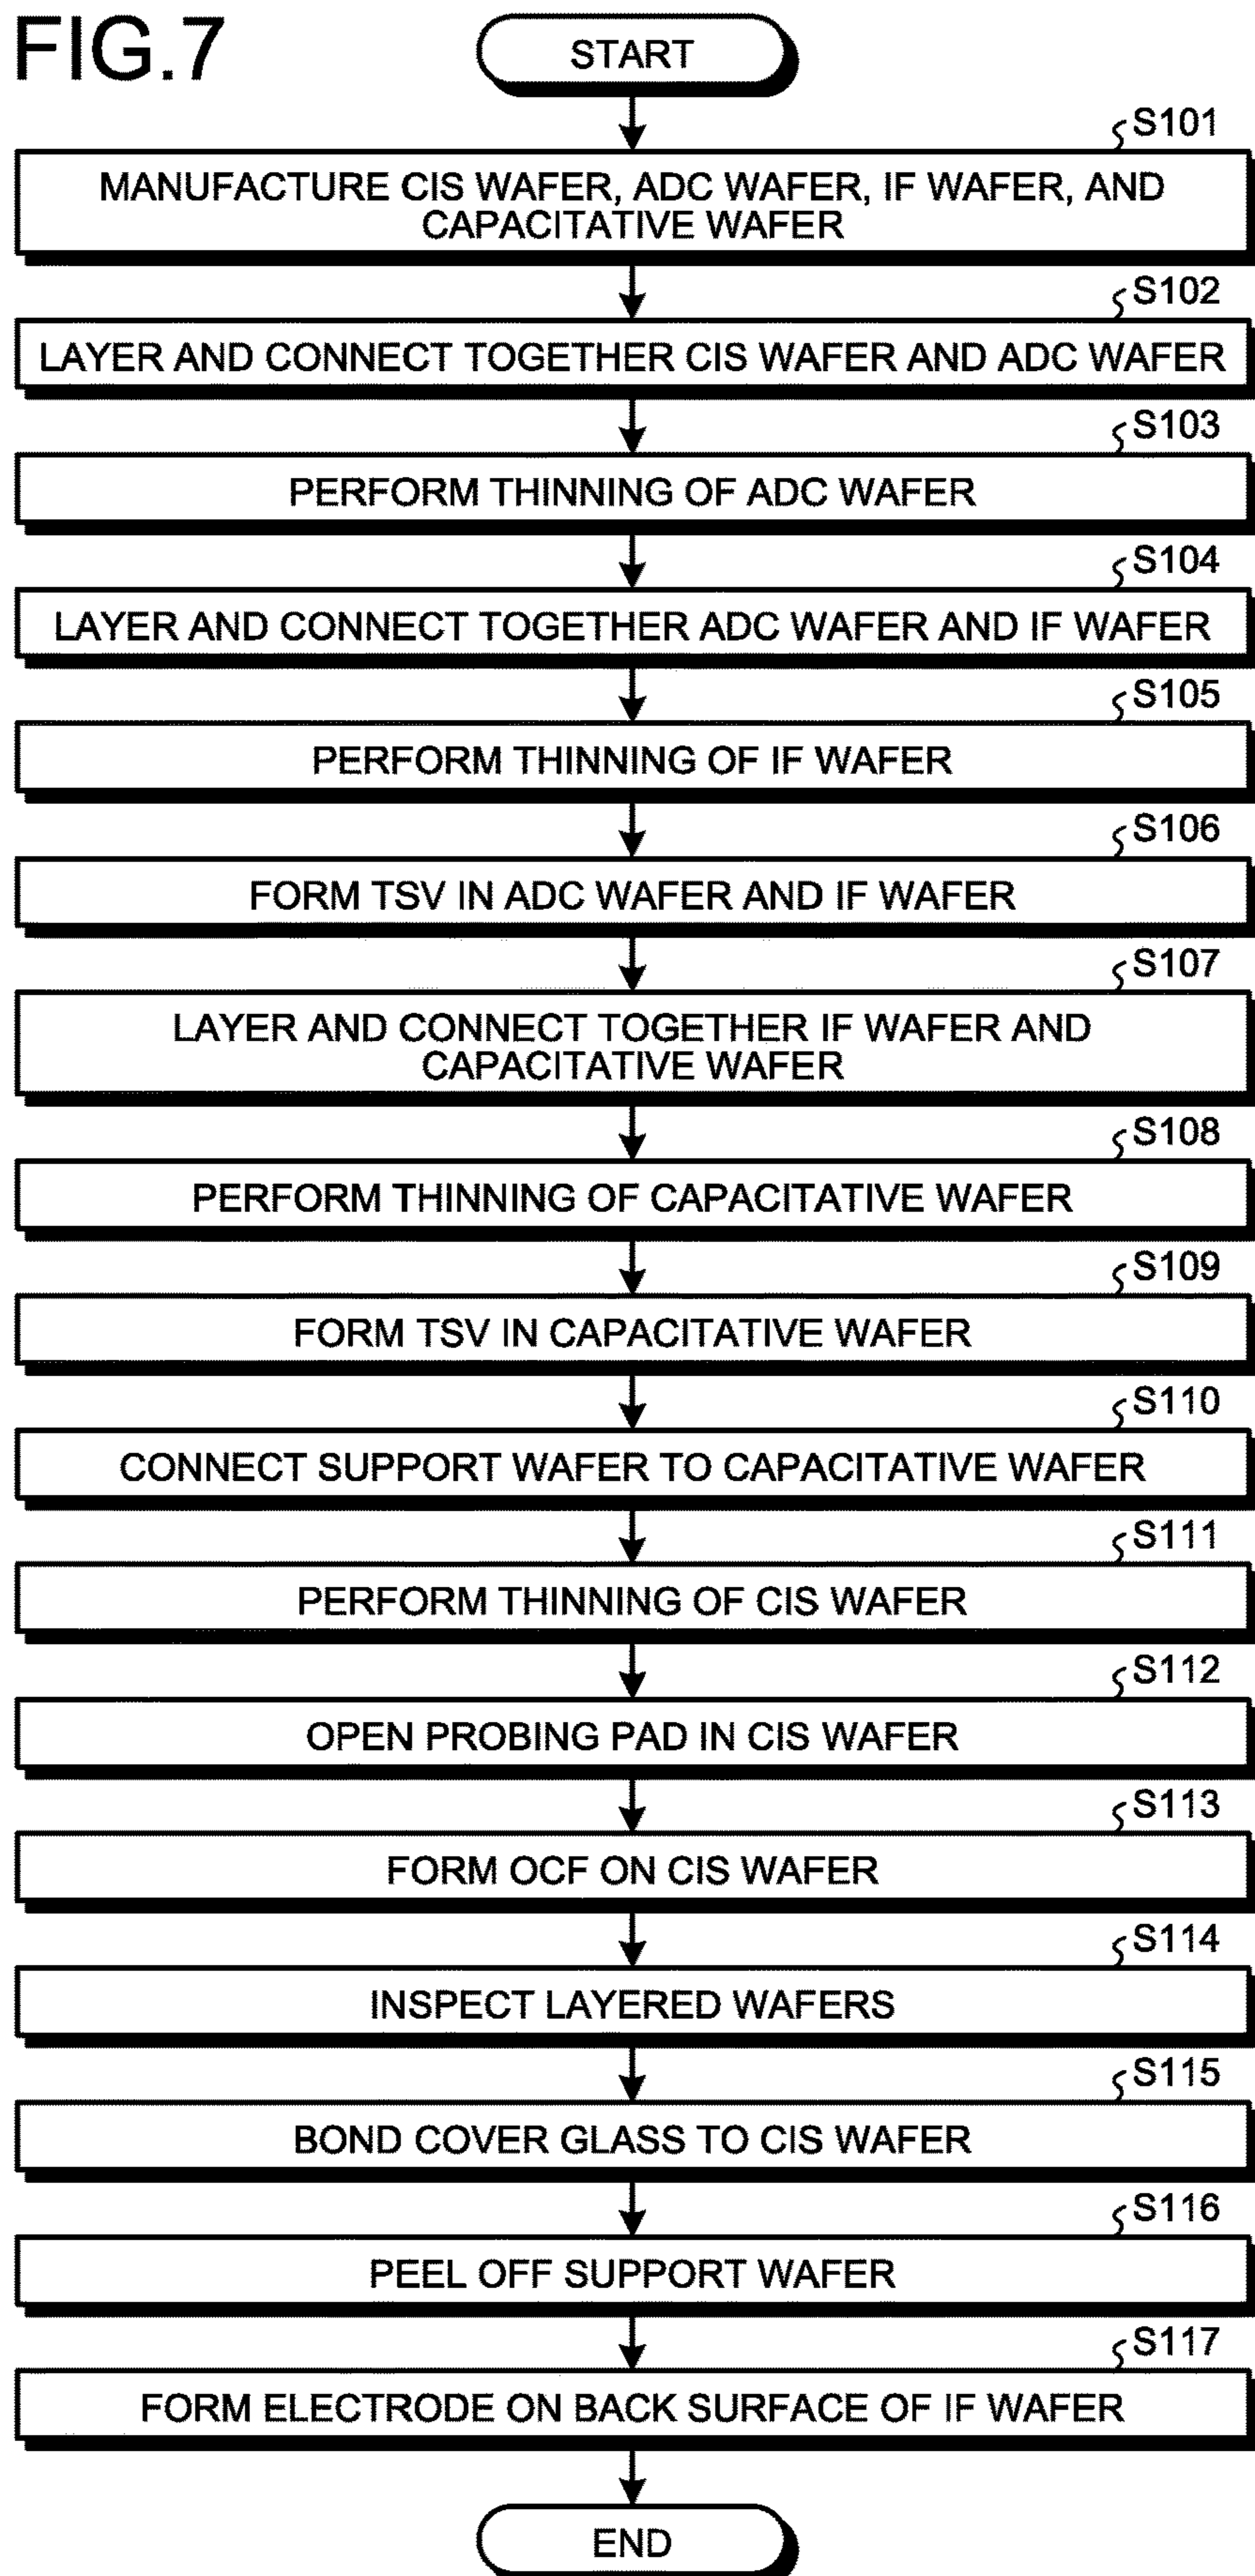 FIG.7
START
S101
MANUFACTURE CIS WAFER, ADC WAFER, IF WAFER, AND
CAPACITATIVE WAFER
S102
LAYER AND CONNECT TOGETHER CIS WAFER AND ADC WAFER
S103
PERFORM THINNING OF ADC WAFER
S104
LAYER AND CONNECT TOGETHER ADC WAFER AND IF WAFER
S105
PERFORM THINNING OF IF WAFER
S106
FORM TSV IN ADC WAFER AND IF WAFER
S107
LAYER AND CONNECT TOGETHER IF WAFER AND
CAPACITATIVE WAFER
S108
PERFORM THINNING OF CAPACITATIVE WAFER
S109
FORM TSV IN CAPACITATIVE WAFER
S110
CONNECT SUPPORT WAFER TO CAPACITATIVE WAFER
S111
PERFORM THINNING OF CIS WAFER
S112
OPEN PROBING PAD IN CIS WAFER
S113
FORM OCF ON CIS WAFER
S114
INSPECT LAYERED WAFERS
S115
BOND COVER GLASS TO CIS WAFER
S116
PEEL OFF SUPPORT WAFER
S117
FORM ELECTRODE ON BACK SURFACE OF IF WAFER
END